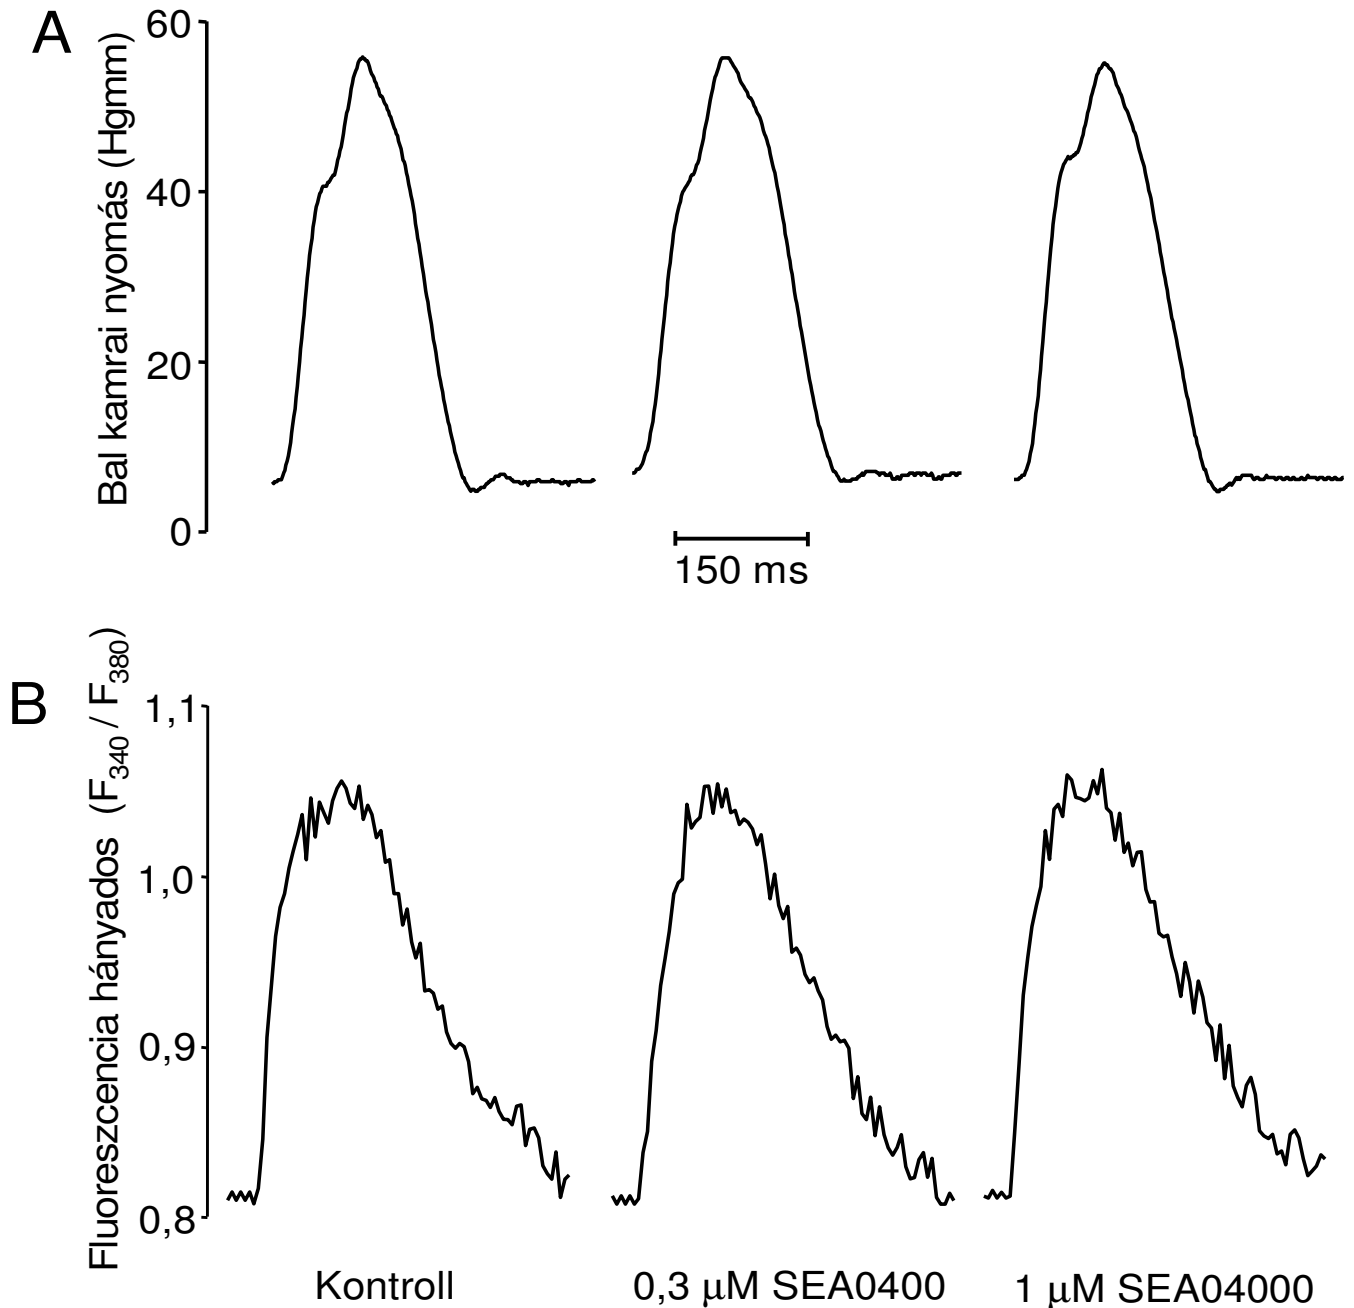 A
Bal kamrai nyomás (Hgmm)
60
40
20
0
150 ms
B
Fluoreszcencia hányados (F340 / F380)
1,1
1,0
0,9
0,8
Kontroll
0,3 μM SEA0400
1 μM SEA04000